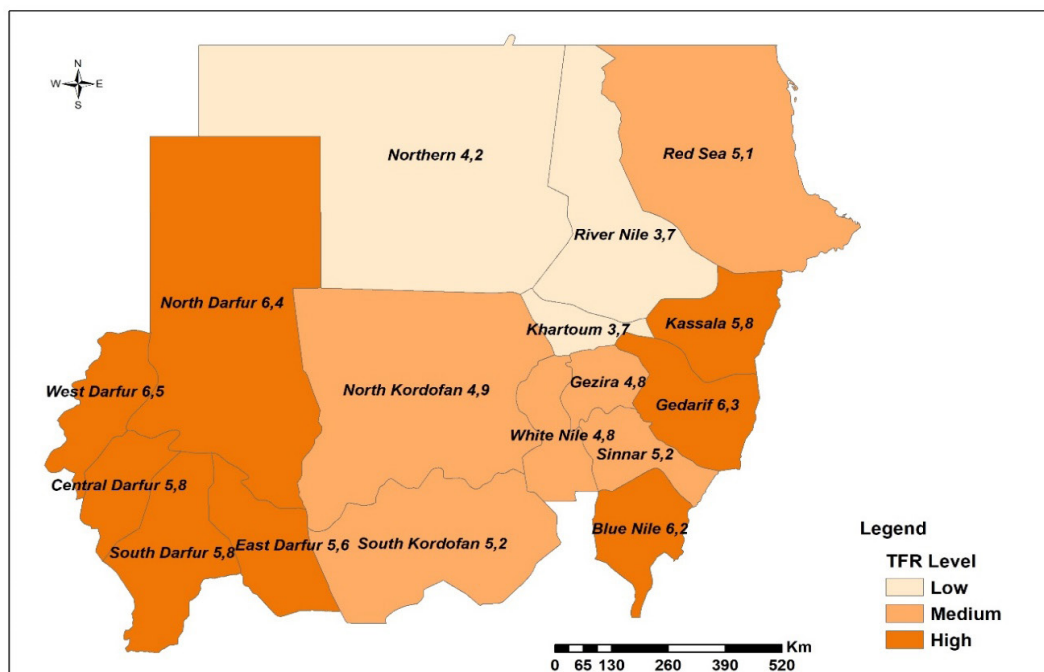 N
W E
S
Northern 4,2
Red Sea 5,1
River Nile 3,7
North Darfur 6,4
Khartoum 3,7
Kassala 5,8
West Darfur 6,5
North Kordofan 4,9
Gezira 4,8
Gedarif 6,3
White Nile 4,8
Sinnar 5,2
Central Darfur 5,8
South Darfur 5,8
East Darfur 5,6
South Kordofan 5,2
Blue Nile 6,2
Legend
TFR Level
Low
Medium
High
Km
0 65 130 260 390 520